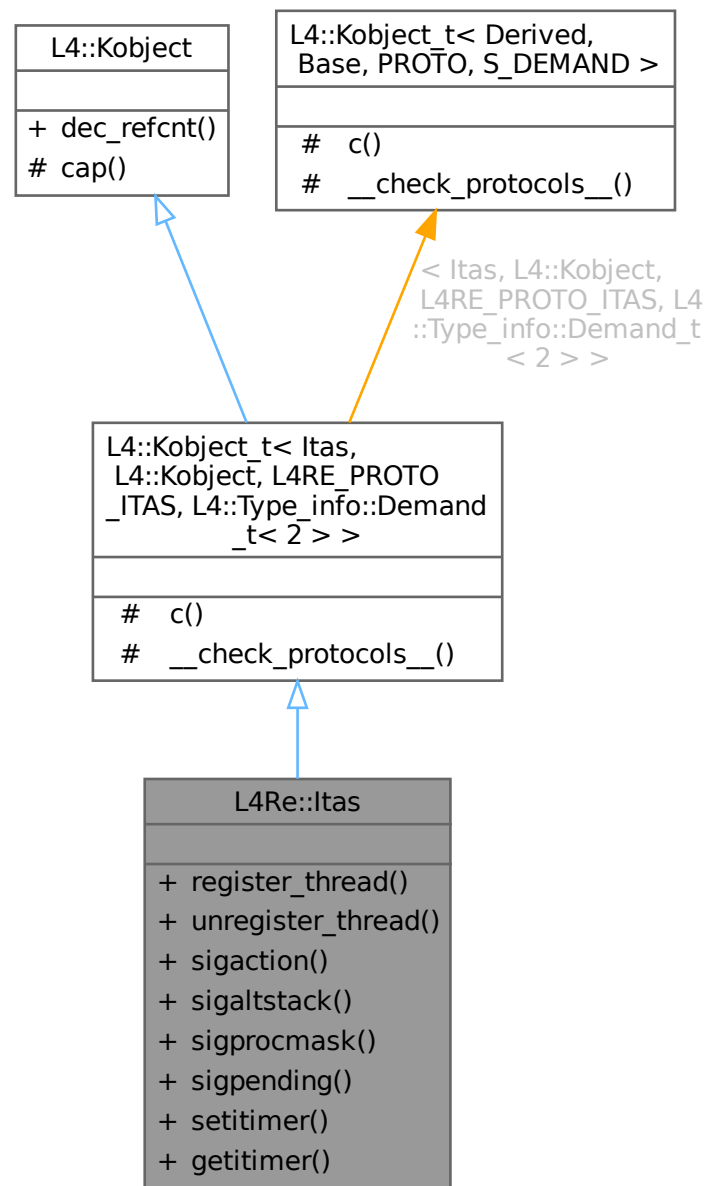 L4::Kobject
+ dec_refcnt()
# cap()
L4::Kobject_t< Derived,
Base, PROTO, S_DEMAND >
# c()
# __check_protocols__()
< Itas, L4::Kobject,
L4RE_PROTO_ITAS, L4
::Type_info::Demand_t
< 2 > >
L4::Kobject_t< Itas,
L4::Kobject, L4RE_PROTO
_ITAS, L4::Type_info::Demand
_t< 2 > >
# c()
# __check_protocols__()
L4Re::Itas
+ register_thread()
+ unregister_thread()
+ sigaction()
+ sigaltstack()
+ sigprocmask()
+ sigpending()
+ setitimer()
+ getitimer()